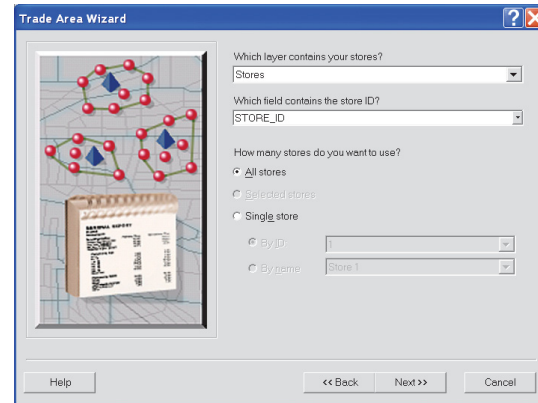 Trade Area Wizard
Which layer contains your stores?
Stores
Which field contains the store ID?
STORE_ID
How many stores do you want to use?
All stores
Selected stores
Single store
By ID
1
By name
Store 1
Help
<< Back
Next >>
Cancel